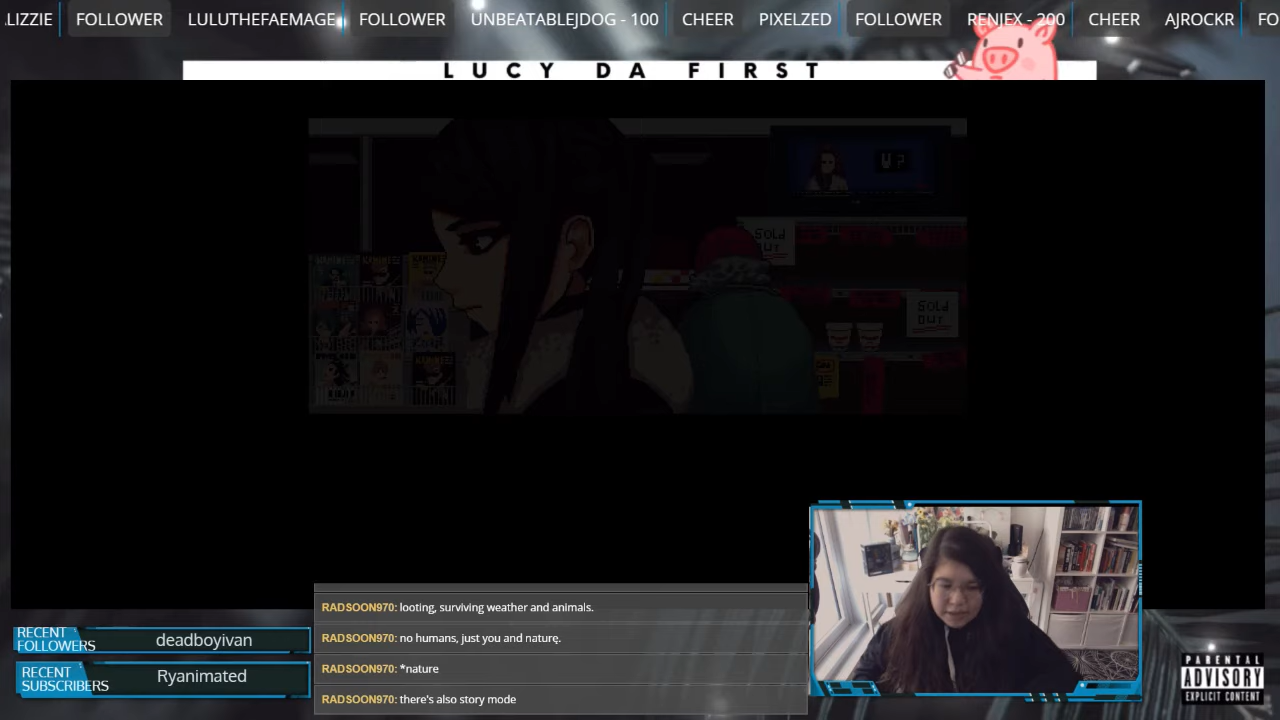 .LIZZIE FOLLOWER LULUTHEFAEMAGE FOLLOWER UNBEATABLEJDOG - 100 CHEER PIXELZED FOLLOWER RENIEX - 200 CHEER AJROCKR FO
LUCY DA FIRST
SOLD OUT
SOLD OUT
RADSOON970: looting, surviving weather and animals.
RADSOON970: no humans, just you and nature.
RADSOON970: *nature
RADSOON970: there's also story mode
RECENT FOLLOWERS deadboyivan
RECENT SUBSCRIBERS Ryanimated
PARENTAL
ADVISORY
EXPLICIT CONTENT